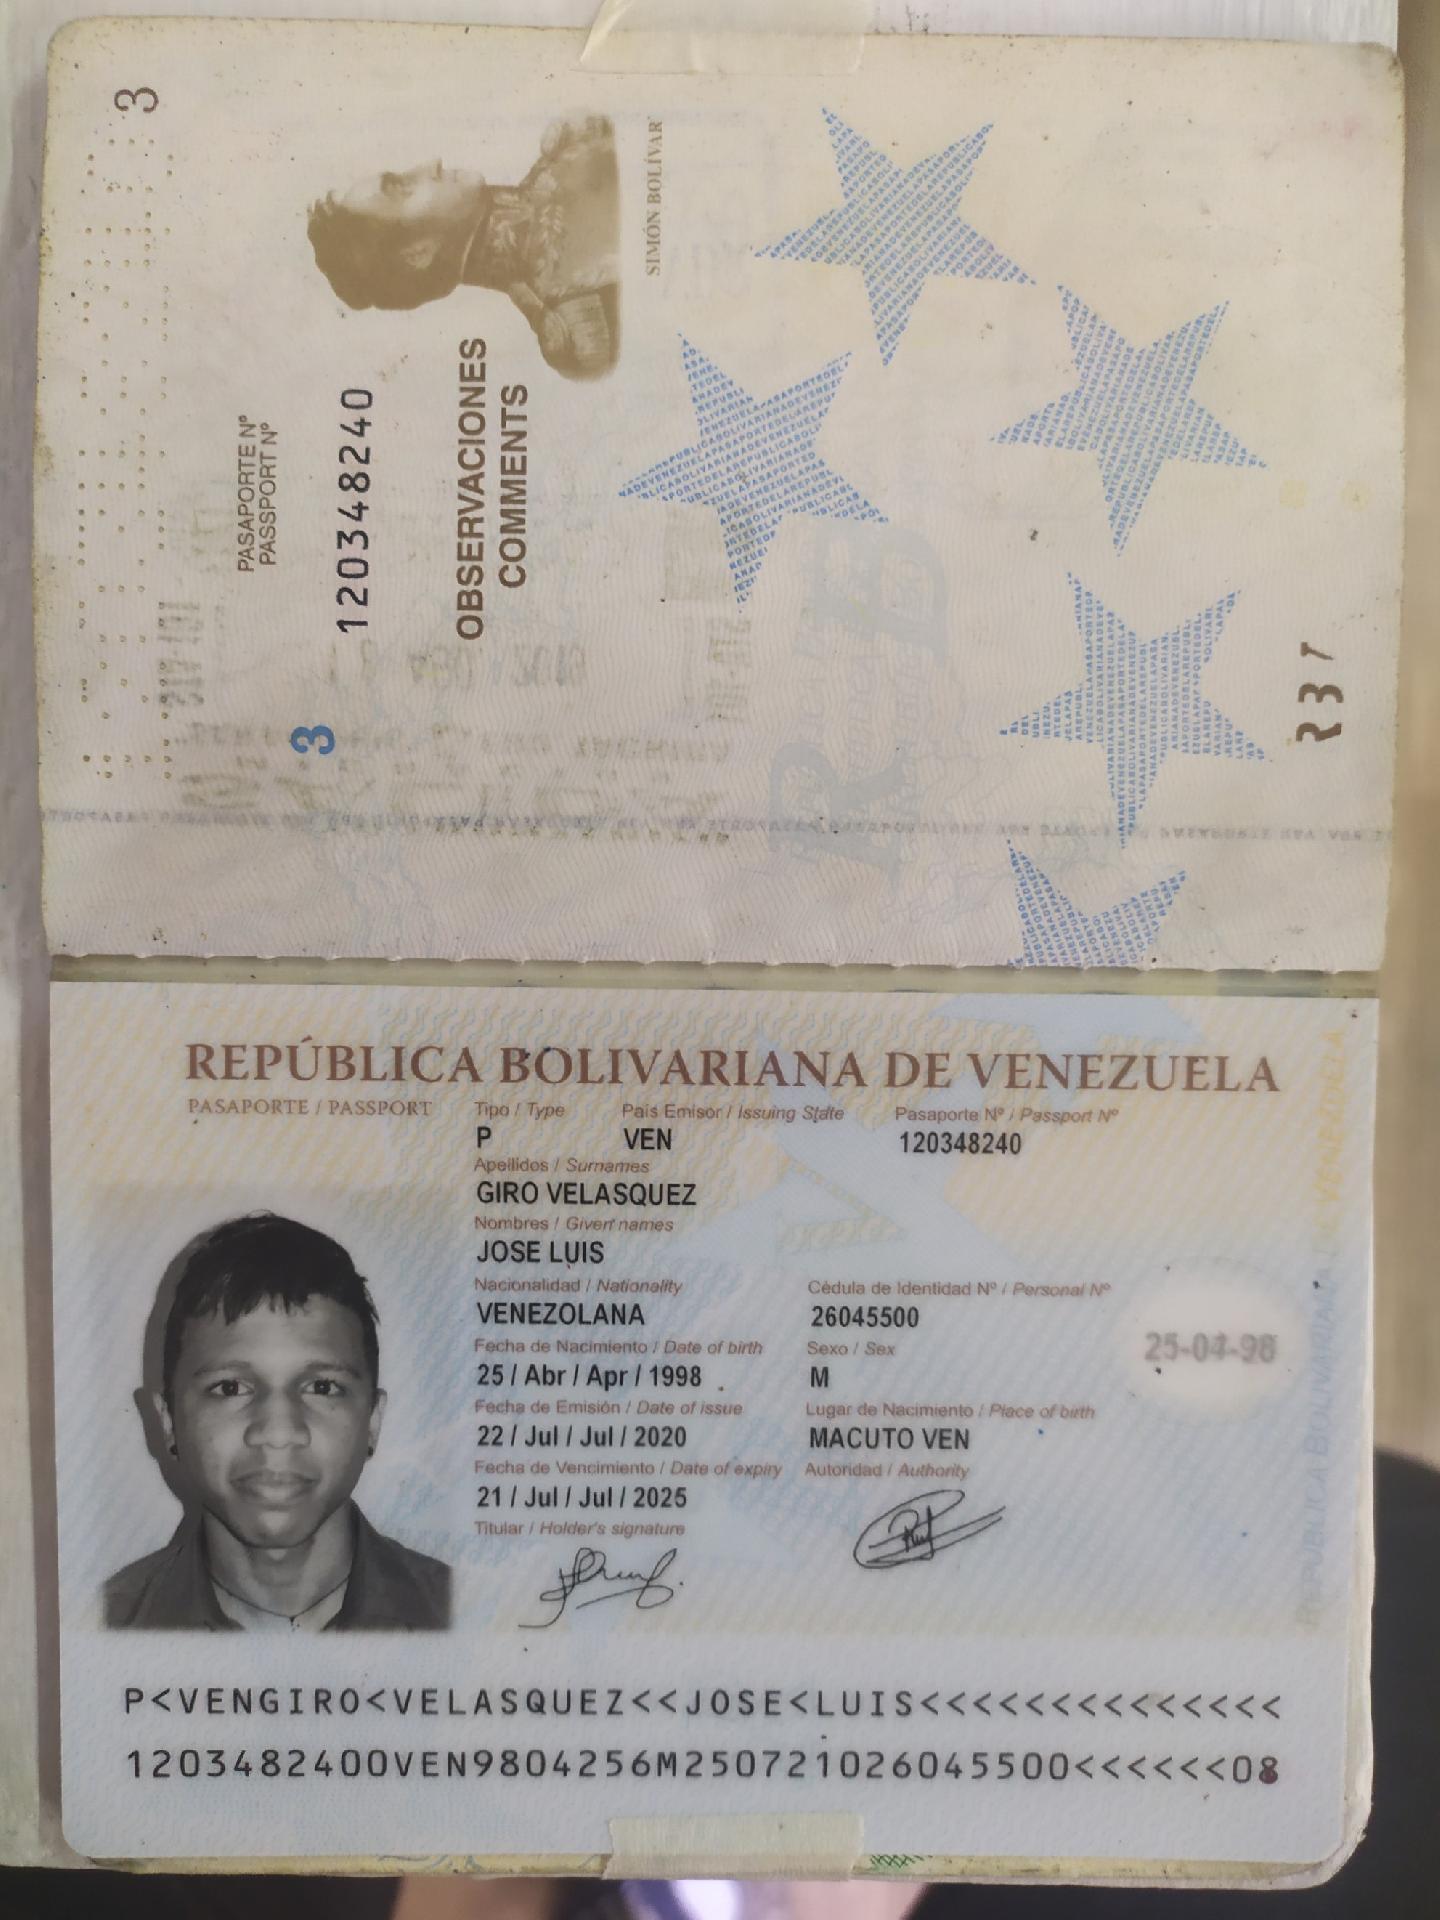 3
PASAPORTE Nº
PASSPORT Nº
120348240
OBSERVACIONES
COMMENTS
SIMÓN BOLÍVAR
3
REPÚBLICA BOLIVARIANA DE VENEZUELA
PASAPORTE / PASSPORT
Tipo / Type País Emisor / Issuing State Pasaporte Nº / Passport Nº
P VEN 120348240
Apellidos / Surnames
GIRO VELASQUEZ
Nombres / Given names
JOSE LUIS
Nacionalidad / Nationality Cédula de Identidad Nº / Personal Nº
VENEZOLANA 26045500
Fecha de Nacimiento / Date of birth Sexo / Sex
25 / Abr / Apr / 1998 M
25-04-98
Fecha de Emisión / Date of issue Lugar de Nacimiento / Place of birth
22 / Jul / Jul / 2020 MACUTO VEN
Fecha de Vencimiento / Date of expiry Autoridad / Authority
21 / Jul / Jul / 2025
Titular / Holder's signature
P<VENGIRO<VELASQUEZ<<JOSE<LUIS<<<<<<<<<<<<<<
1203482400VEN9804256M250721026045500<<<<<<08